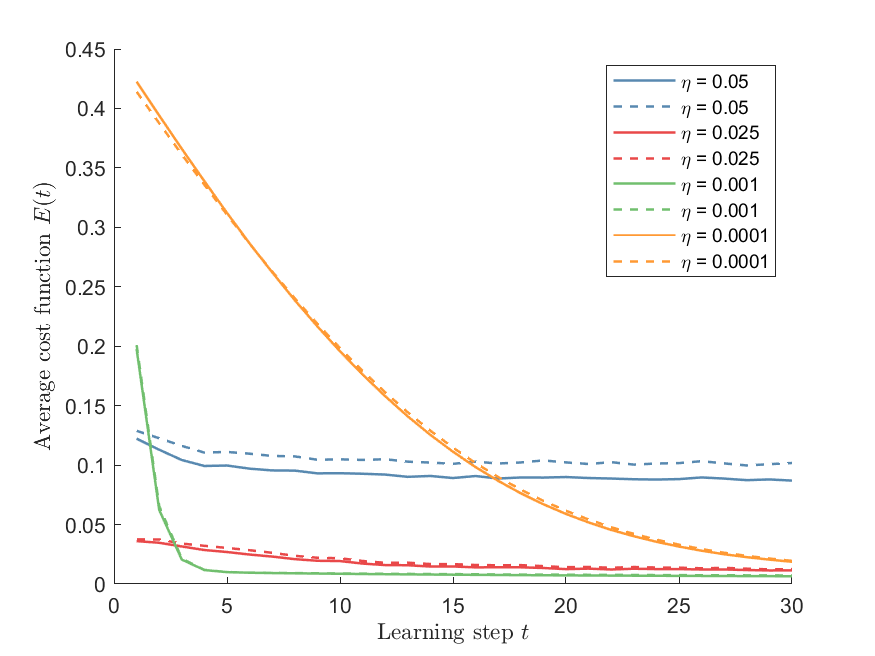 0.45
0.4
0.35
0.3
0.25
0.2
0.15
0.1
0.05
0
0 5 10 15 20 25 30
Average cost function E(t)
Learning step t
η = 0.05
η = 0.05
η = 0.025
η = 0.025
η = 0.001
η = 0.001
η = 0.0001
η = 0.0001